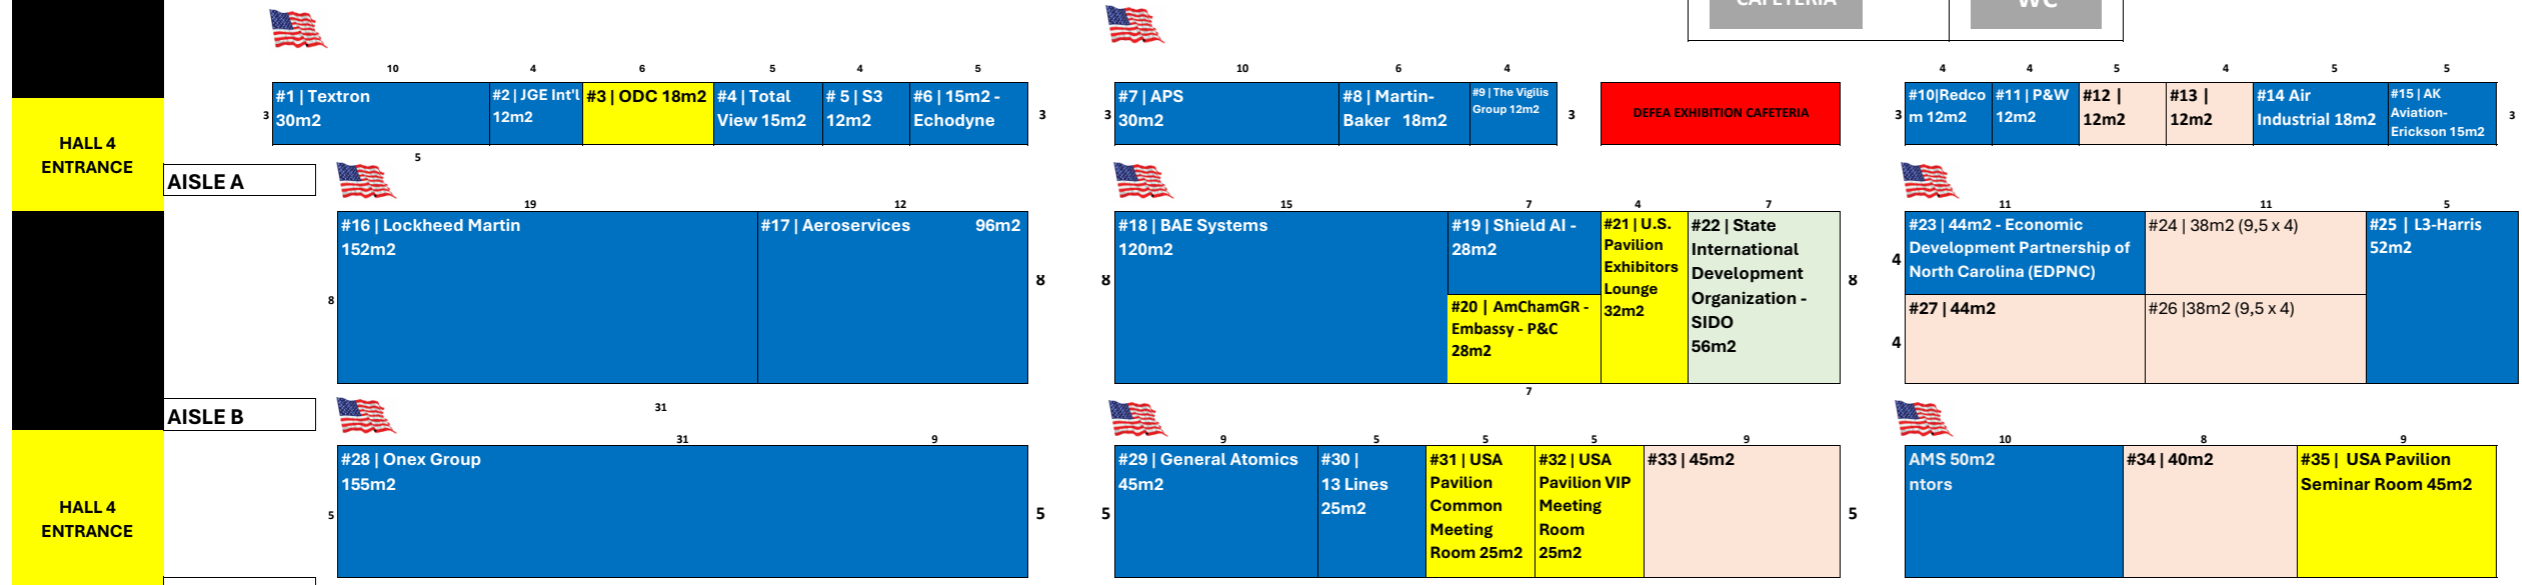 CAFETERIA
WC
10 4 6 5 4 5
10 6 4
4 4 5 4 5 5
3
#1 | Textron
30m2
#2 | JGE Int'l
12m2
#3 | ODC 18m2
#4 | Total
View 15m2
# 5 | S3
12m2
#6 | 15m2 -
Echodyne
3
3
#7 | APS
30m2
#8 | Martin-
Baker 18m2
#9 | The Vigilis
Group 12m2
3
DEFEA EXHIBITION CAFETERIA
3
#10|Redco
m 12m2
#11 | P&W
12m2
#12 |
12m2
#13 |
12m2
#14 Air
Industrial 18m2
#15 | AK
Aviation-
Erickson 15m2
3
HALL 4
ENTRANCE
5
AISLE A
19 12
15 7 4 7
11 11 5
8
#16 | Lockheed Martin
152m2
#17 | Aeroservices 96m2
8
8
#18 | BAE Systems
120m2
#19 | Shield AI -
28m2
#20 | AmChamGR -
Embassy - P&C
28m2
#21 | U.S.
Pavilion
Exhibitors
Lounge
32m2
#22 | State
International
Development
Organization -
SIDO
56m2
8
4
#23 | 44m2 - Economic
Development Partnership of
North Carolina (EDPNC)
#24 | 38m2 (9,5 x 4)
#25 | L3-Harris
52m2
4
#27 | 44m2
#26 |38m2 (9,5 x 4)
7
AISLE B
31
31 9
9 5 5 5 9
10 8 9
HALL 4
ENTRANCE
5
#28 | Onex Group
155m2
5
5
#29 | General Atomics
45m2
#30 |
13 Lines
25m2
#31 | USA
Pavilion
Common
Meeting
Room 25m2
#32 | USA
Pavilion VIP
Meeting
Room
25m2
#33 | 45m2
5
AMS 50m2
ntors
#34 | 40m2
#35 | USA Pavilion
Seminar Room 45m2